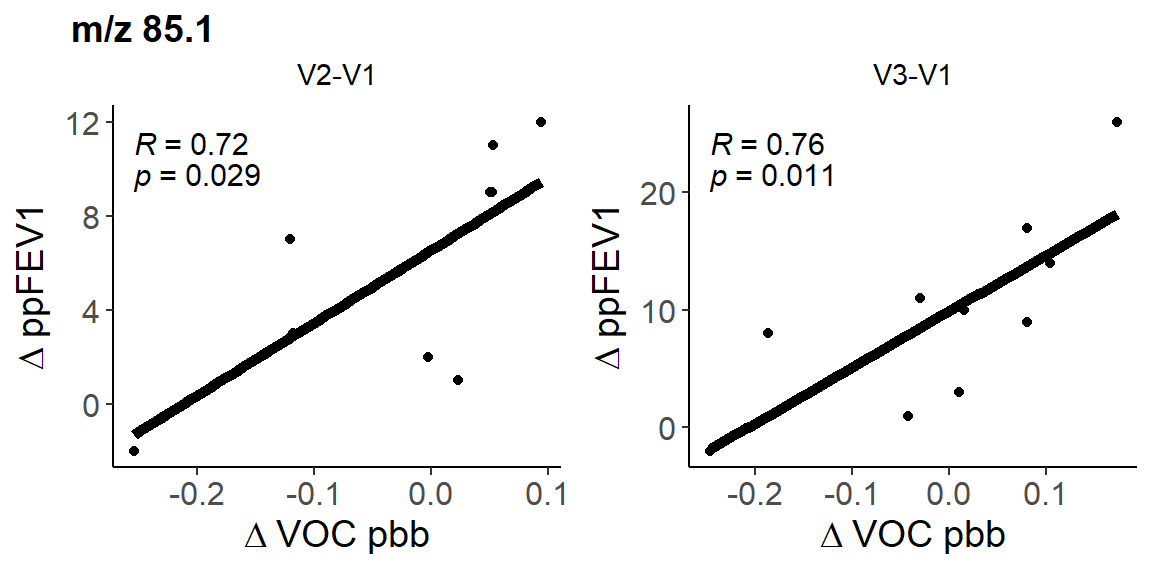 m/z 85.1
V2-V1
R = 0.72
p = 0.029
12
8
4
0
-0.2 -0.1 0.0 0.1
Δ ppFEV1
Δ VOC pbb
V3-V1
R = 0.76
p = 0.011
20
10
0
-0.2 -0.1 0.0 0.1
Δ ppFEV1
Δ VOC pbb